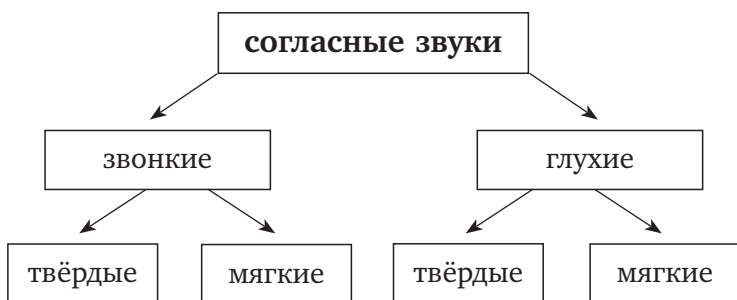 согласные звуки
звонкие
глухие
твёрдые
мягкие
твёрдые
мягкие